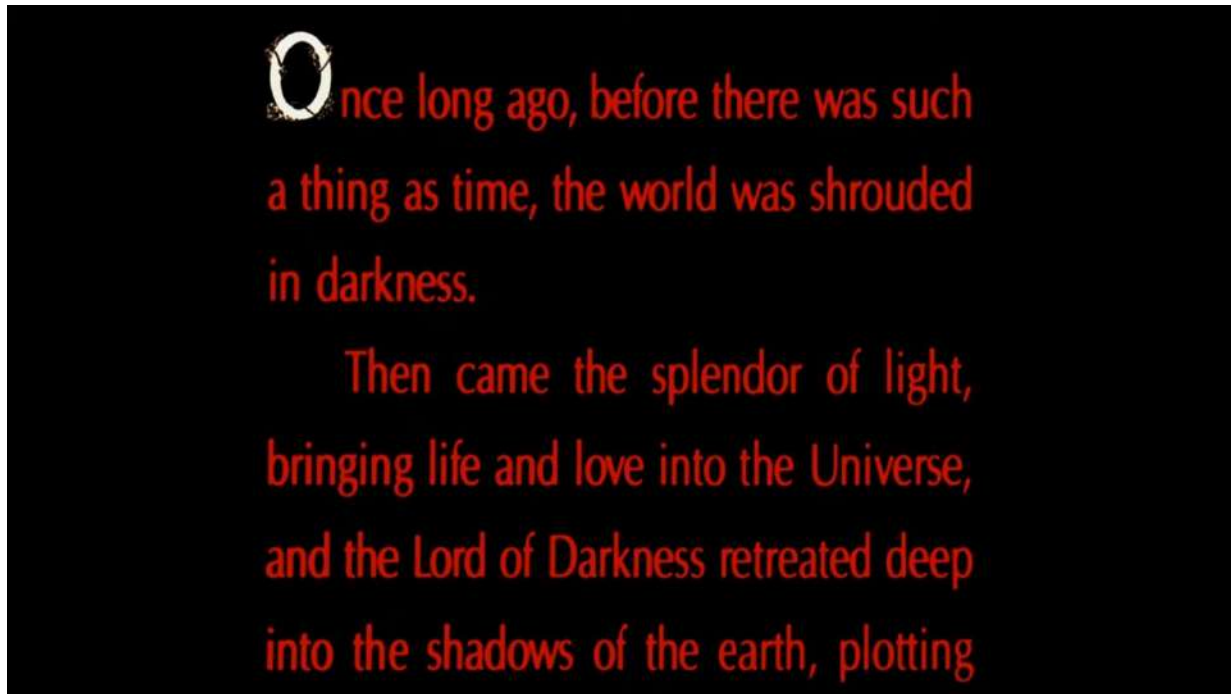 Once long ago, before there was such
a thing as time, the world was shrouded
in darkness.
Then came the splendor of light,
bringing life and love into the Universe,
and the Lord of Darkness retreated deep
into the shadows of the earth, plotting